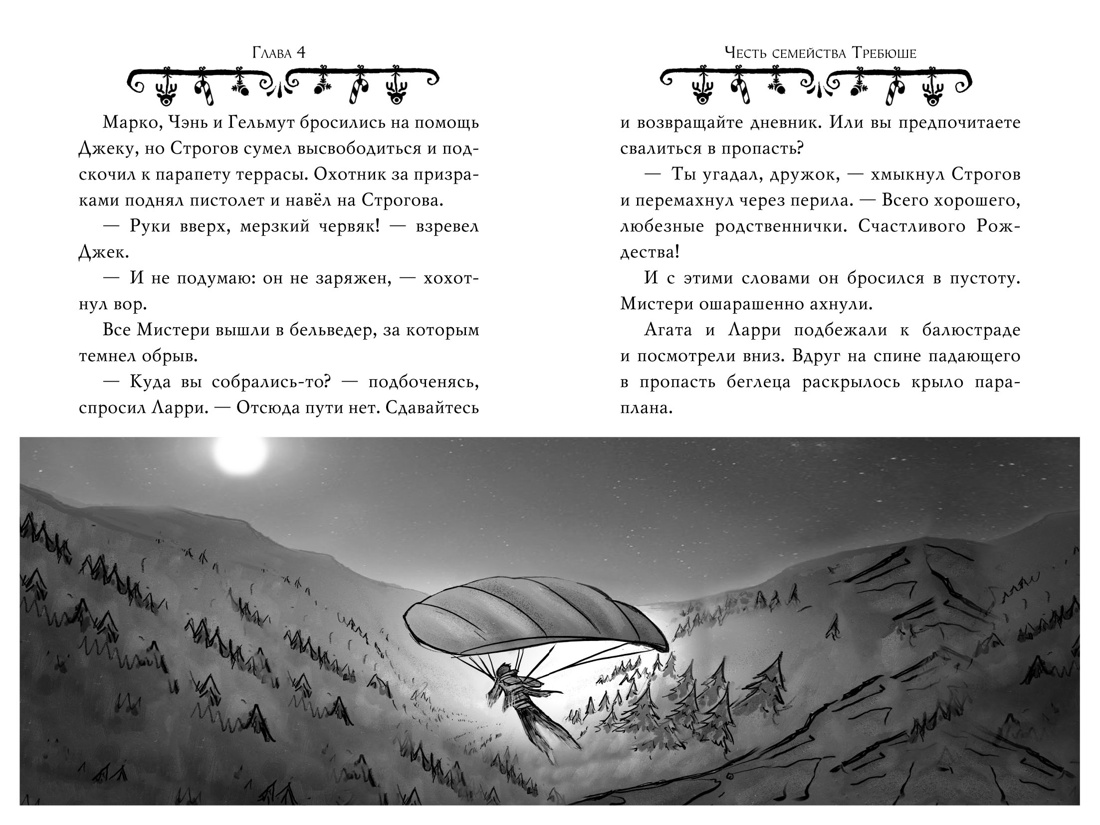 Глава 4
Марко, Чэнь и Гельмут бросились на помощь
Джеку, но Строгов сумел высвободиться и под-
скочил к парапету террасы. Охотник за призра-
ками поднял пистолет и навёл на Строгова.
— Руки вверх, мерзкий червяк! — взревел
Джек.
— И не подумаю: он не заряжен, — хохот-
нул вор.
Все Мистери вышли в бельведер, за которым
темнел обрыв.
— Куда вы собрались-то? — подбоченясь,
спросил Ларри. — Отсюда пути нет. Сдавайтесь
Честь семейства Требюше
и возвращайте дневник. Или вы предпочитаете
свалиться в пропасть?
— Ты угадал, дружок, — хмыкнул Строгов
и перемахнул через перила. — Всего хорошего,
любезные родственнички. Счастливого Рож-
дества!
И с этими словами он бросился в пустоту.
Мистери ошарашенно ахнули.
Агата и Ларри подбежали к балюстраде
и посмотрели вниз. Вдруг на спине падающего
в пропасть беглеца раскрылось крыло пара-
плана.